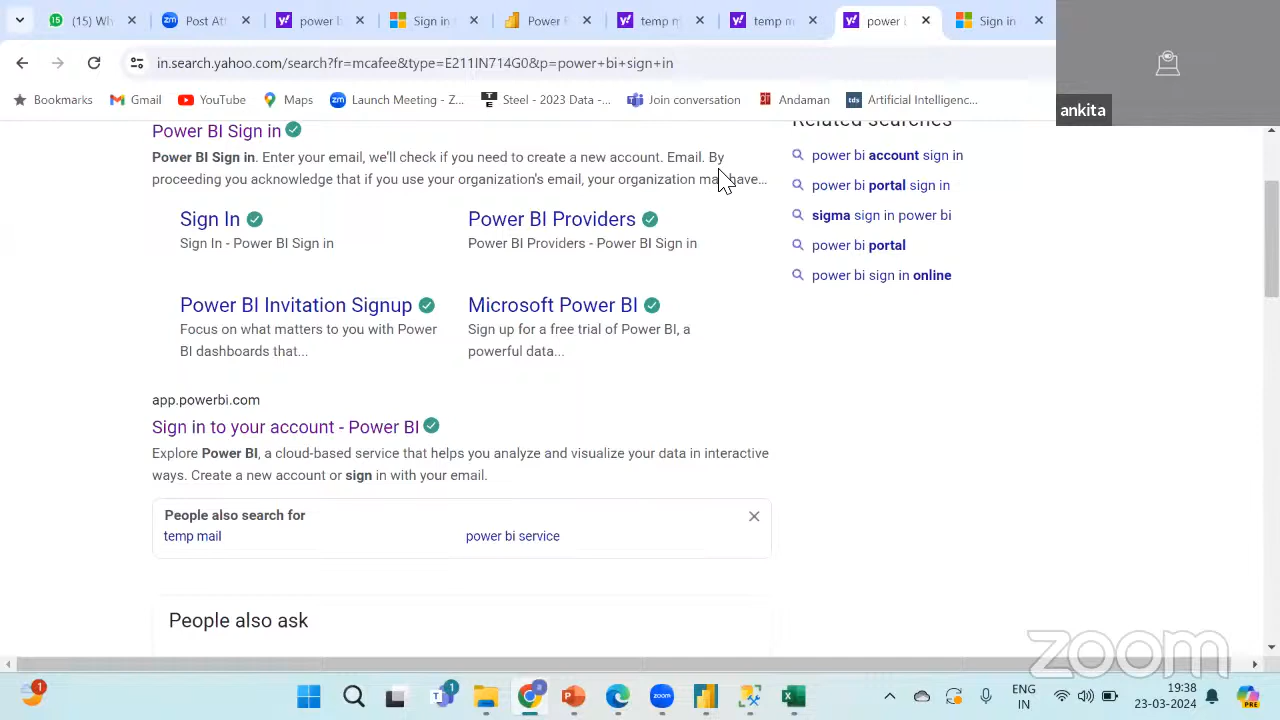 (15) Wh
Post Att
power b
Sign in
Power B
temp m
temp m
power i
Sign in
in.search.yahoo.com/search?fr=mcafee&type=E211IN714G0&p=power+bi+sign+in
Bookmarks
Gmail
YouTube
Maps
Launch Meeting - Z...
Steel - 2023 Data -...
Join conversation
Andaman
Artificial Intelligenc...
ankita
Power BI Sign in
Power BI Sign in. Enter your email, we'll check if you need to create a new account. Email. By
proceeding you acknowledge that if you use your organization's email, your organization may have...
Sign In
Sign In - Power BI Sign in
Power BI Providers
Power BI Providers - Power BI Sign in
Power BI Invitation Signup
Focus on what matters to you with Power
BI dashboards that...
Microsoft Power BI
Sign up for a free trial of Power BI, a
powerful data...
app.powerbi.com
Sign in to your account - Power BI
Explore Power BI, a cloud-based service that helps you analyze and visualize your data in interactive
ways. Create a new account or sign in with your email.
People also search for
temp mail
power bi service
People also ask
Related searches
power bi account sign in
power bi portal sign in
sigma sign in power bi
power bi portal
power bi sign in online
zoom
1
1
zoom
ENG
IN
19:38
23-03-2024
PRE